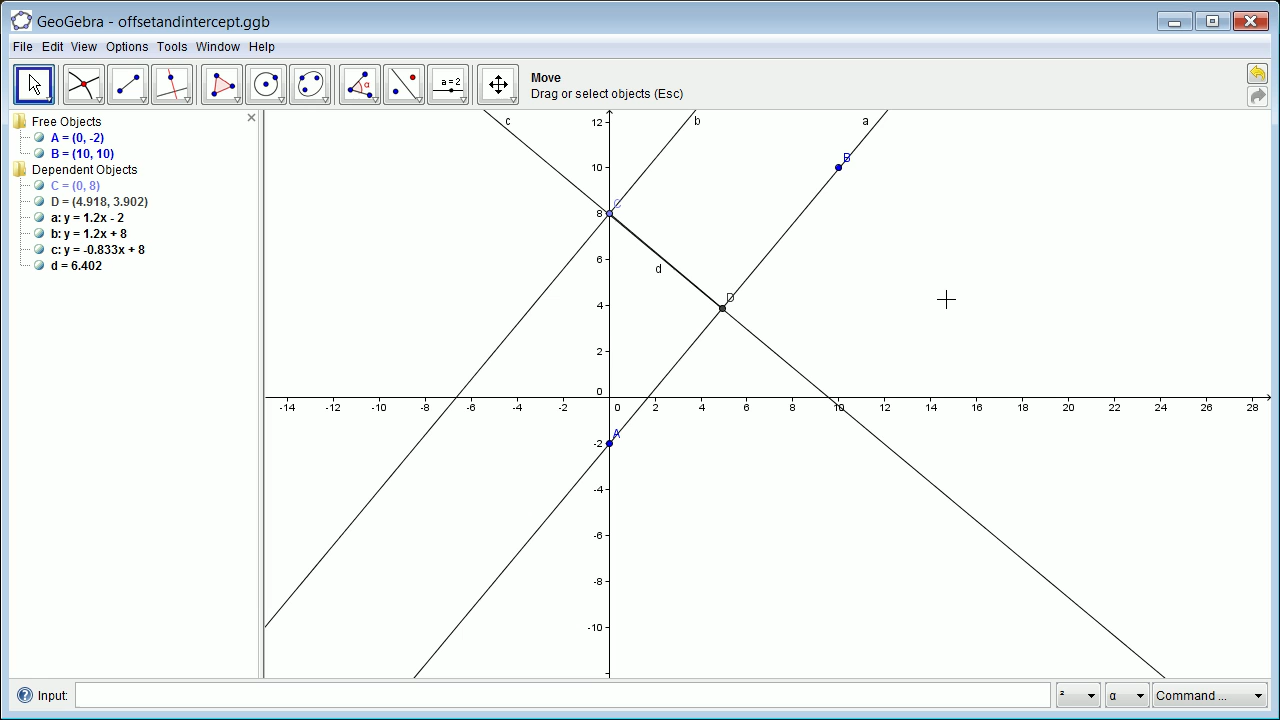 GeoGebra - offsetandintercept.ggb
File Edit View Options Tools Window Help
a = 2
α
Move
Drag or select objects (Esc)
Free Objects
A = (0, -2)
B = (10, 10)
Dependent Objects
C = (0, 8)
D = (4.918, 3.902)
a: y = 1.2x - 2
b: y = 1.2x + 8
c: y = -0.833x + 8
d = 6.402
c b a
12
B
10
C
8
6
d
D
4
2
0
-14 -12 -10 -8 -6 -4 -2 0 2 4 6 8 10 12 14 16 18 20 22 24 26 28
A
-2
-4
-6
-8
-10
Input: ² α Command ...